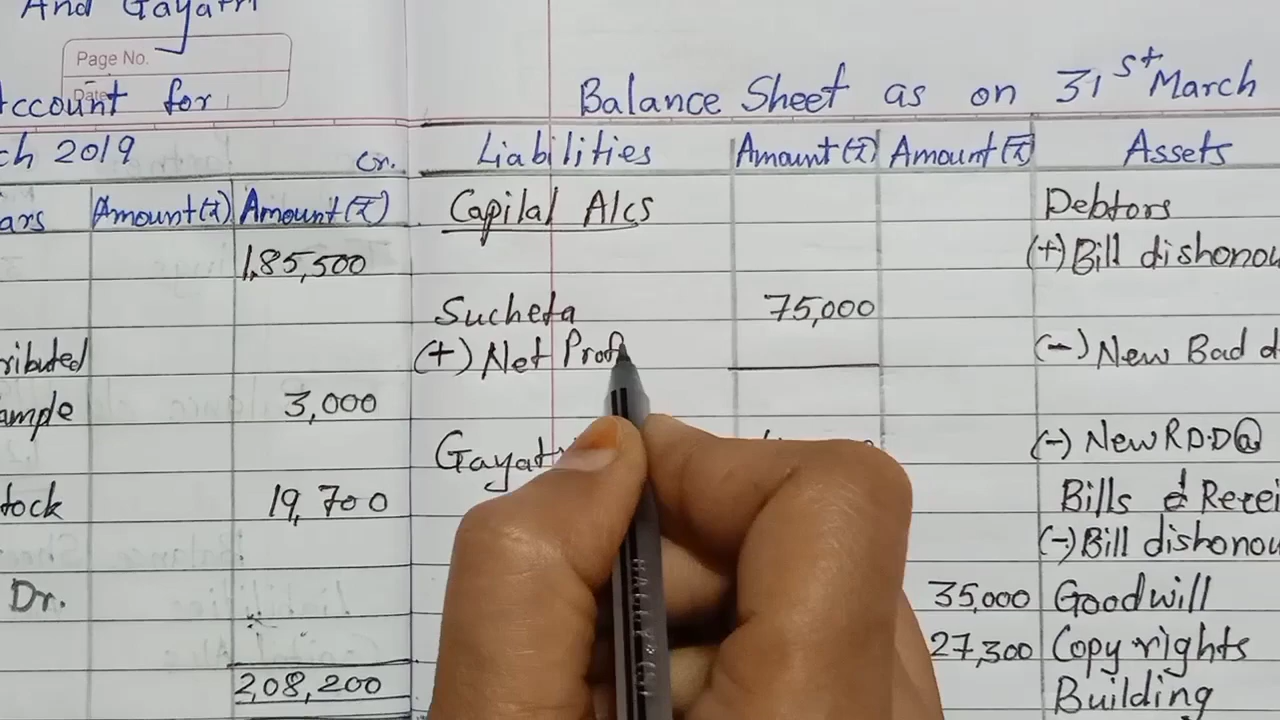 And Gayatri
Page No.
Date
Account for
ch 2019
Cr.
ars Amount(₹) Amount(₹)
1,85,500
ributed
ample 3,000
tock 19,700
Dr.
2,08,200
Balance Sheet as on 31st March
Liabilities Amount(₹) Amount(₹) Assets
Capilal A/cs Debtors
(+) Bill dishonou
Sucheta 75,000
(+) Net Prof (-) New Bad d
Gayat (-) New R.D.D@
Bills Recei
(-) Bill dishonou
35,000 Goodwill
27,300 Copy rights
Building